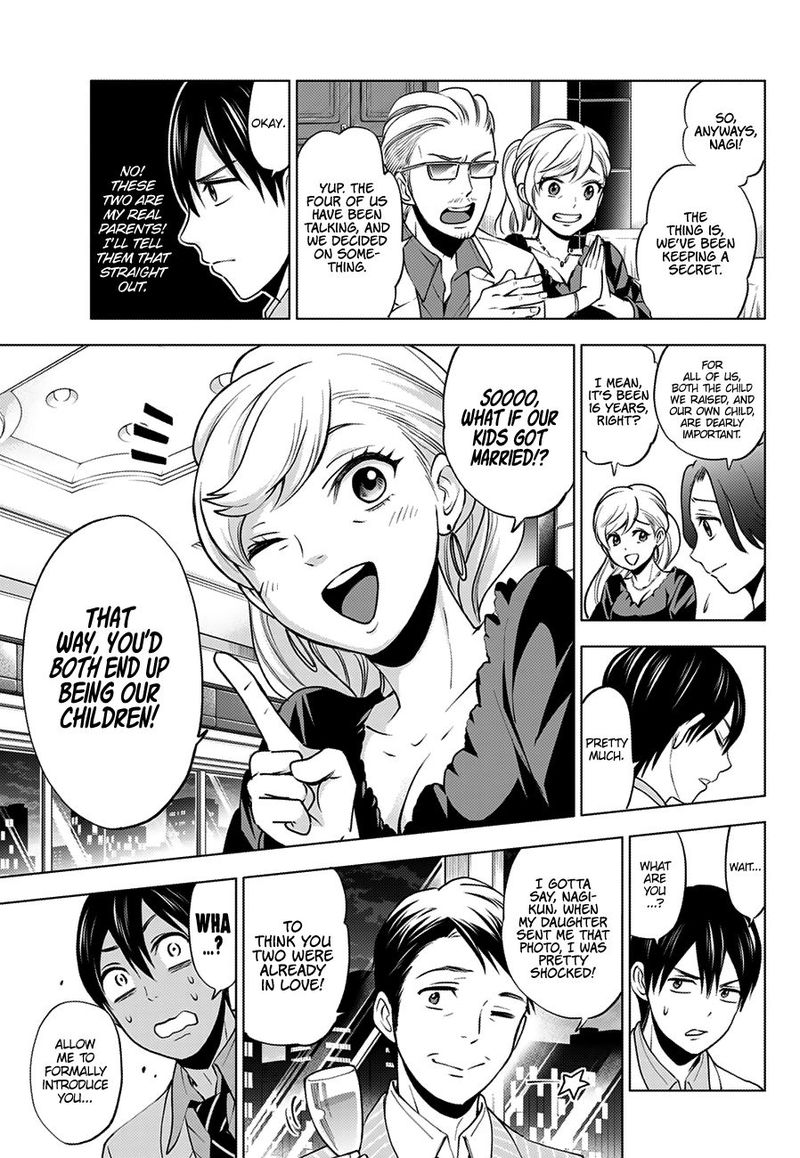 SO,
ANYWAYS,
NAGI!
THE
THING IS,
WE'VE BEEN
KEEPING A
SECRET.
YUP. THE
FOUR OF US
HAVE BEEN
TALKING, AND
WE DECIDED
ON SOME-
THING.
OKAY.
NO!
THESE
TWO ARE
MY REAL
PARENTS!
I'LL TELL
THEM THAT
STRAIGHT
OUT.
FOR
ALL OF US,
BOTH THE CHILD
WE RAISED, AND
OUR OWN CHILD,
ARE DEARLY
IMPORTANT.
I MEAN,
IT'S BEEN
16 YEARS,
RIGHT?
PRETTY
MUCH.
SOOOO,
WHAT IF OUR
KIDS GOT
MARRIED!?
THAT
WAY, YOU'D
BOTH END UP
BEING OUR
CHILDREN!
WAIT...
WHAT
ARE
YOU
...?
I GOTTA
SAY, NAGI-
KUN, WHEN
MY DAUGHTER
SENT ME THAT
PHOTO, I WAS
PRETTY
SHOCKED!
TO
THINK YOU
TWO WERE
ALREADY
IN LOVE!
WHA
...?
ALLOW
ME TO
FORMALLY
INTRODUCE
YOU...